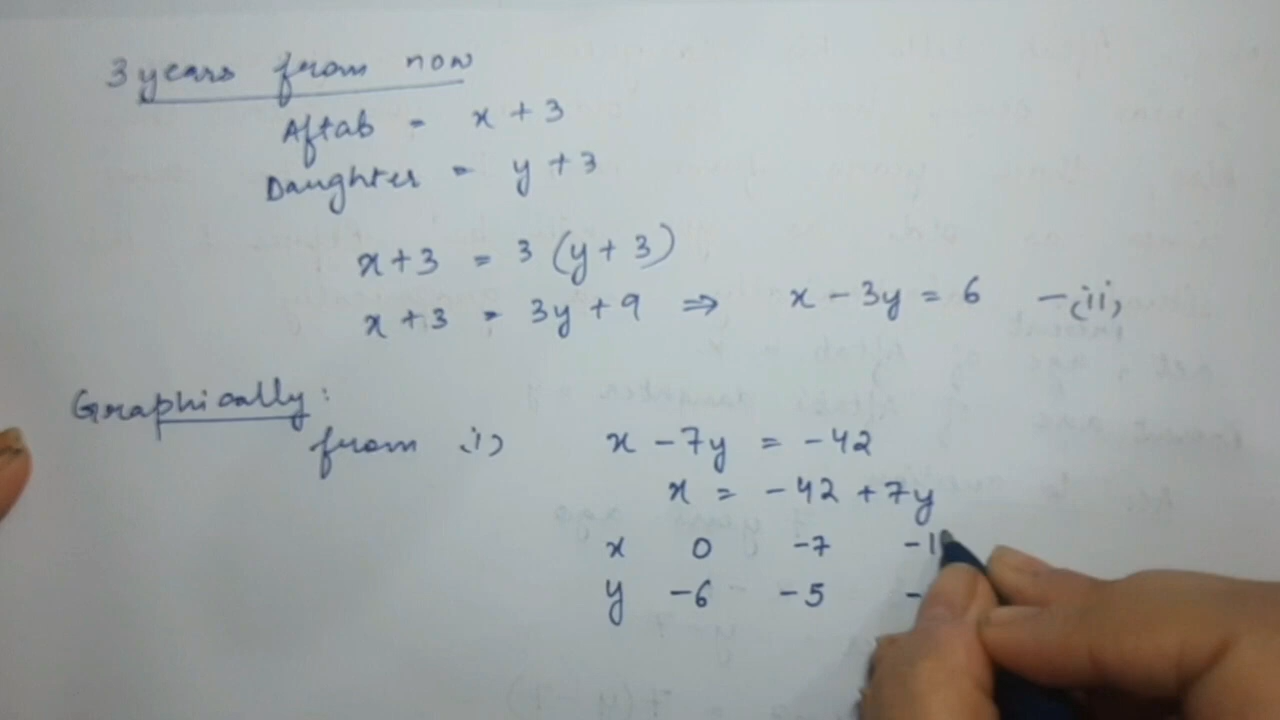 3 years from now
Aftab = x + 3
Daughter = y + 3
x + 3 = 3 (y + 3)
x + 3 = 3y + 9 ⇒ x - 3y = 6 -(ii)
Graphically:
from (i) x - 7y = -42
x = -42 + 7y
x 0 -7 -1
y -6 -5 -